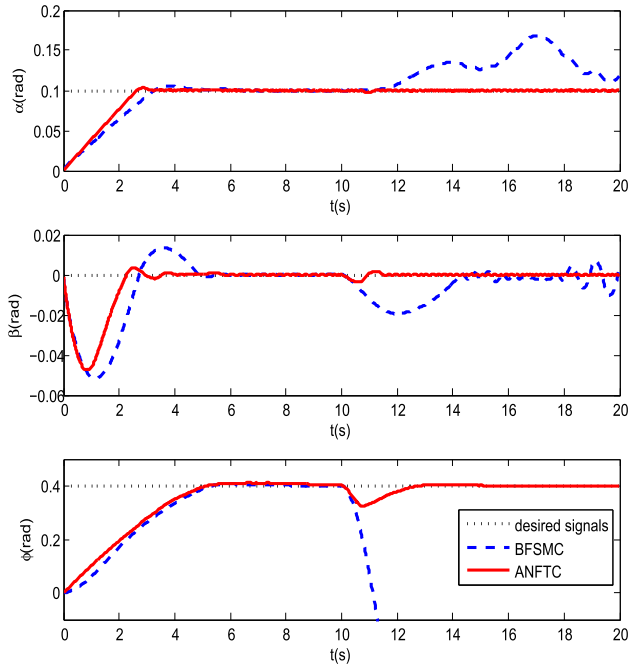 0.2
0.15
0.1
0.05
0
α(rad)
0 2 4 6 8 10 12 14 16 18 20
t(s)
0.02
0
−0.02
−0.04
−0.06
β(rad)
0 2 4 6 8 10 12 14 16 18 20
t(s)
0.4
0.2
0
ϕ(rad)
desired signals
BFSMC
ANFTC
0 2 4 6 8 10 12 14 16 18 20
t(s)